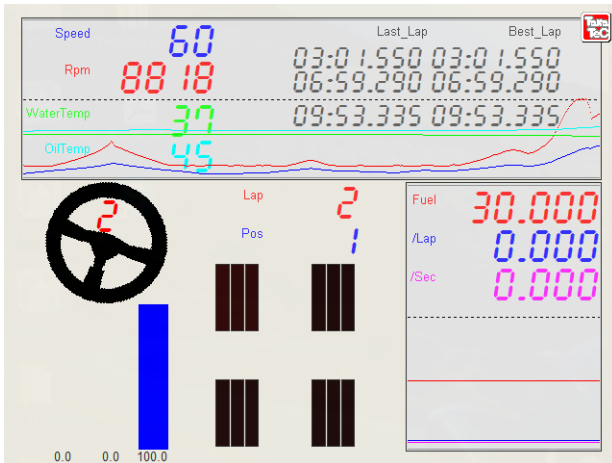 Speed 60 Last_Lap Best_Lap
TaraTeC
Rpm 8818 03:01.550 03:01.550
06:59.290 06:59.290
WaterTemp 37 09:53.335 09:53.335
OilTemp 45
2
Lap 2
Pos 1
Fuel 30.000
/Lap 0.000
/Sec 0.000
0.0 0.0 100.0